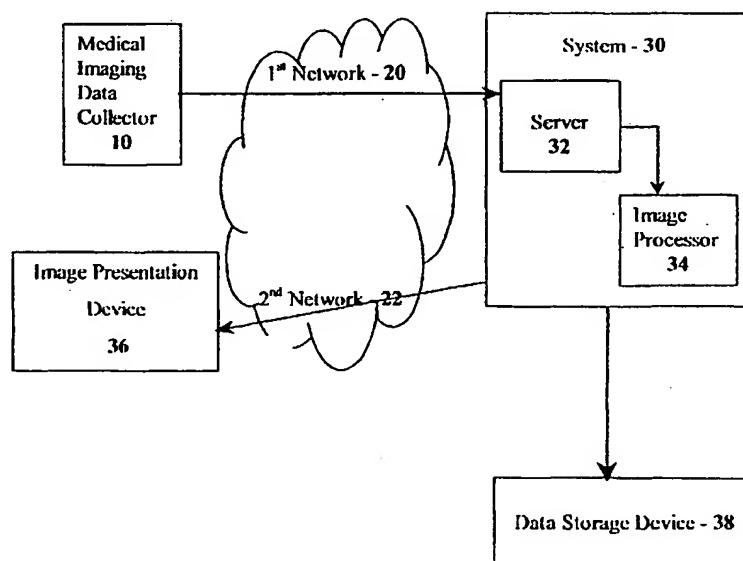 Medical
Imaging
Data
Collector
10
1st Network - 20
System - 30
Server
32
Image
Processor
34
Image Presentation
Device
36
2nd Network - 22
Data Storage Device - 38